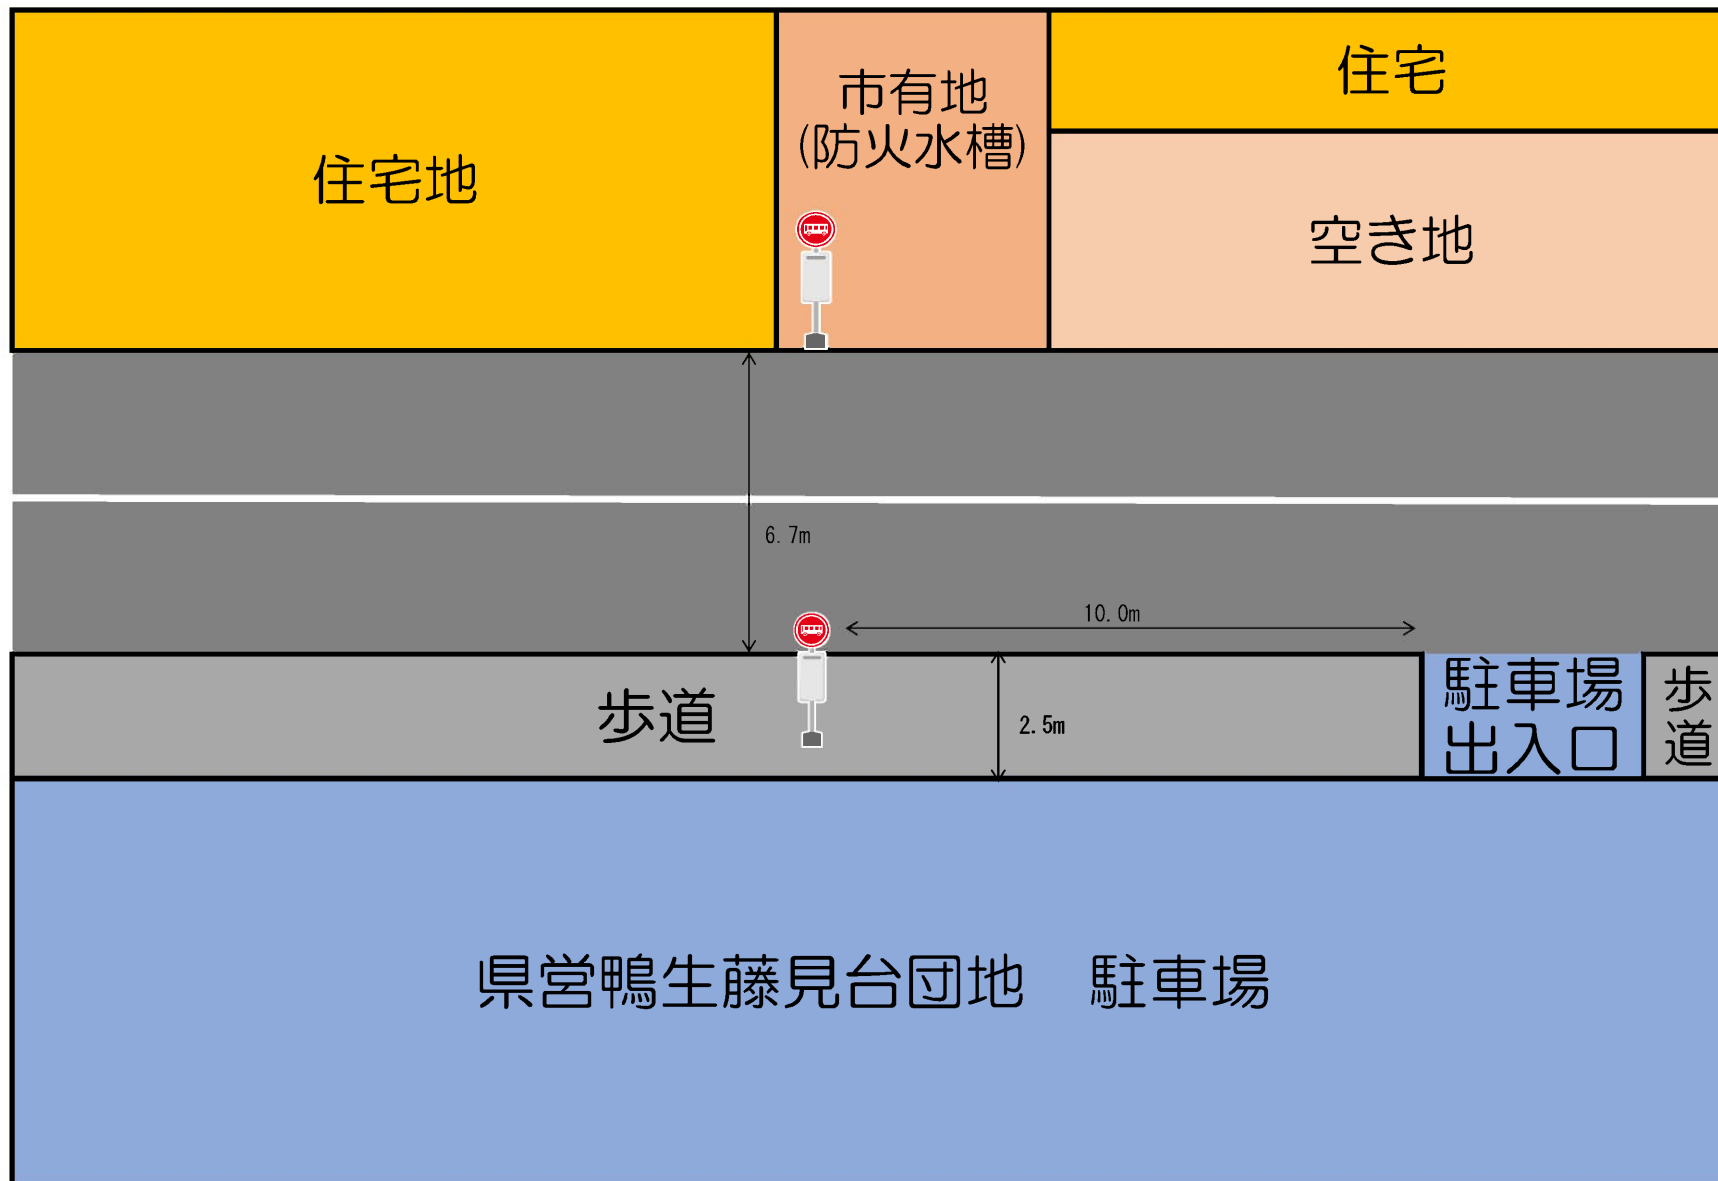 住宅地
市有地
(防火水槽)
住宅
空き地
6.7m
10.0m
歩道
2.5m
駐車場
出入口
歩
道
県営鴨生藤見台団地　駐車場